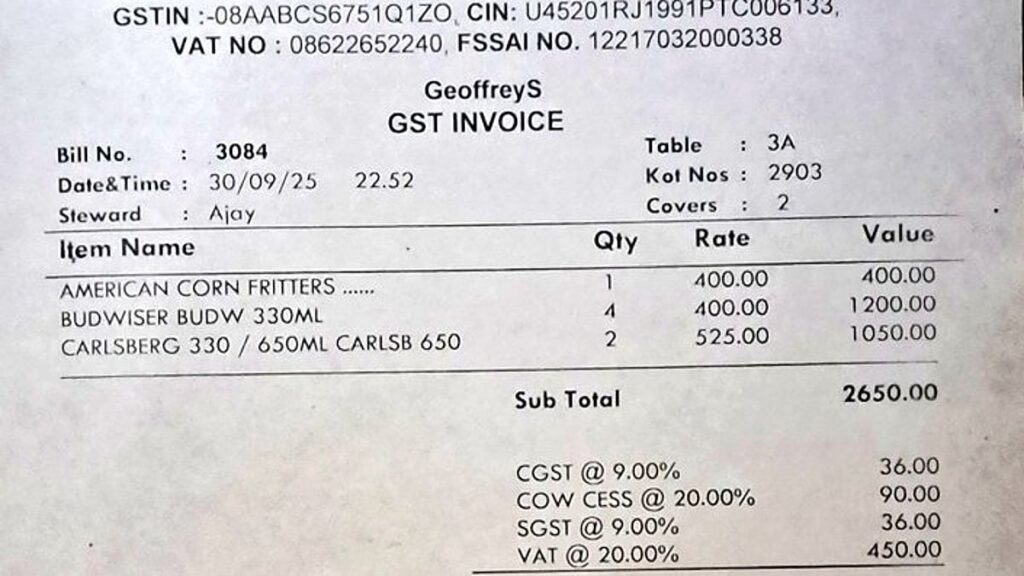 GSTIN :-08AABCS6751Q1ZO, CIN: U45201RJ1991PTC006133,
VAT NO : 08622652240, FSSAI NO. 12217032000338
GeoffreyS
GST INVOICE
Bill No. : 3084
Table : 3A
Date&Time : 30/09/25 22.52
Kot Nos : 2903
Steward : Ajay
Covers : 2
Item Name Qty Rate Value
AMERICAN CORN FRITTERS ...... 1 400.00 400.00
BUDWISER BUDW 330ML 4 400.00 1200.00
CARLSBERG 330 / 650ML CARLSB 650 2 525.00 1050.00
Sub Total 2650.00
CGST @ 9.00% 36.00
COW CESS @ 20.00% 90.00
SGST @ 9.00% 36.00
VAT @ 20.00% 450.00